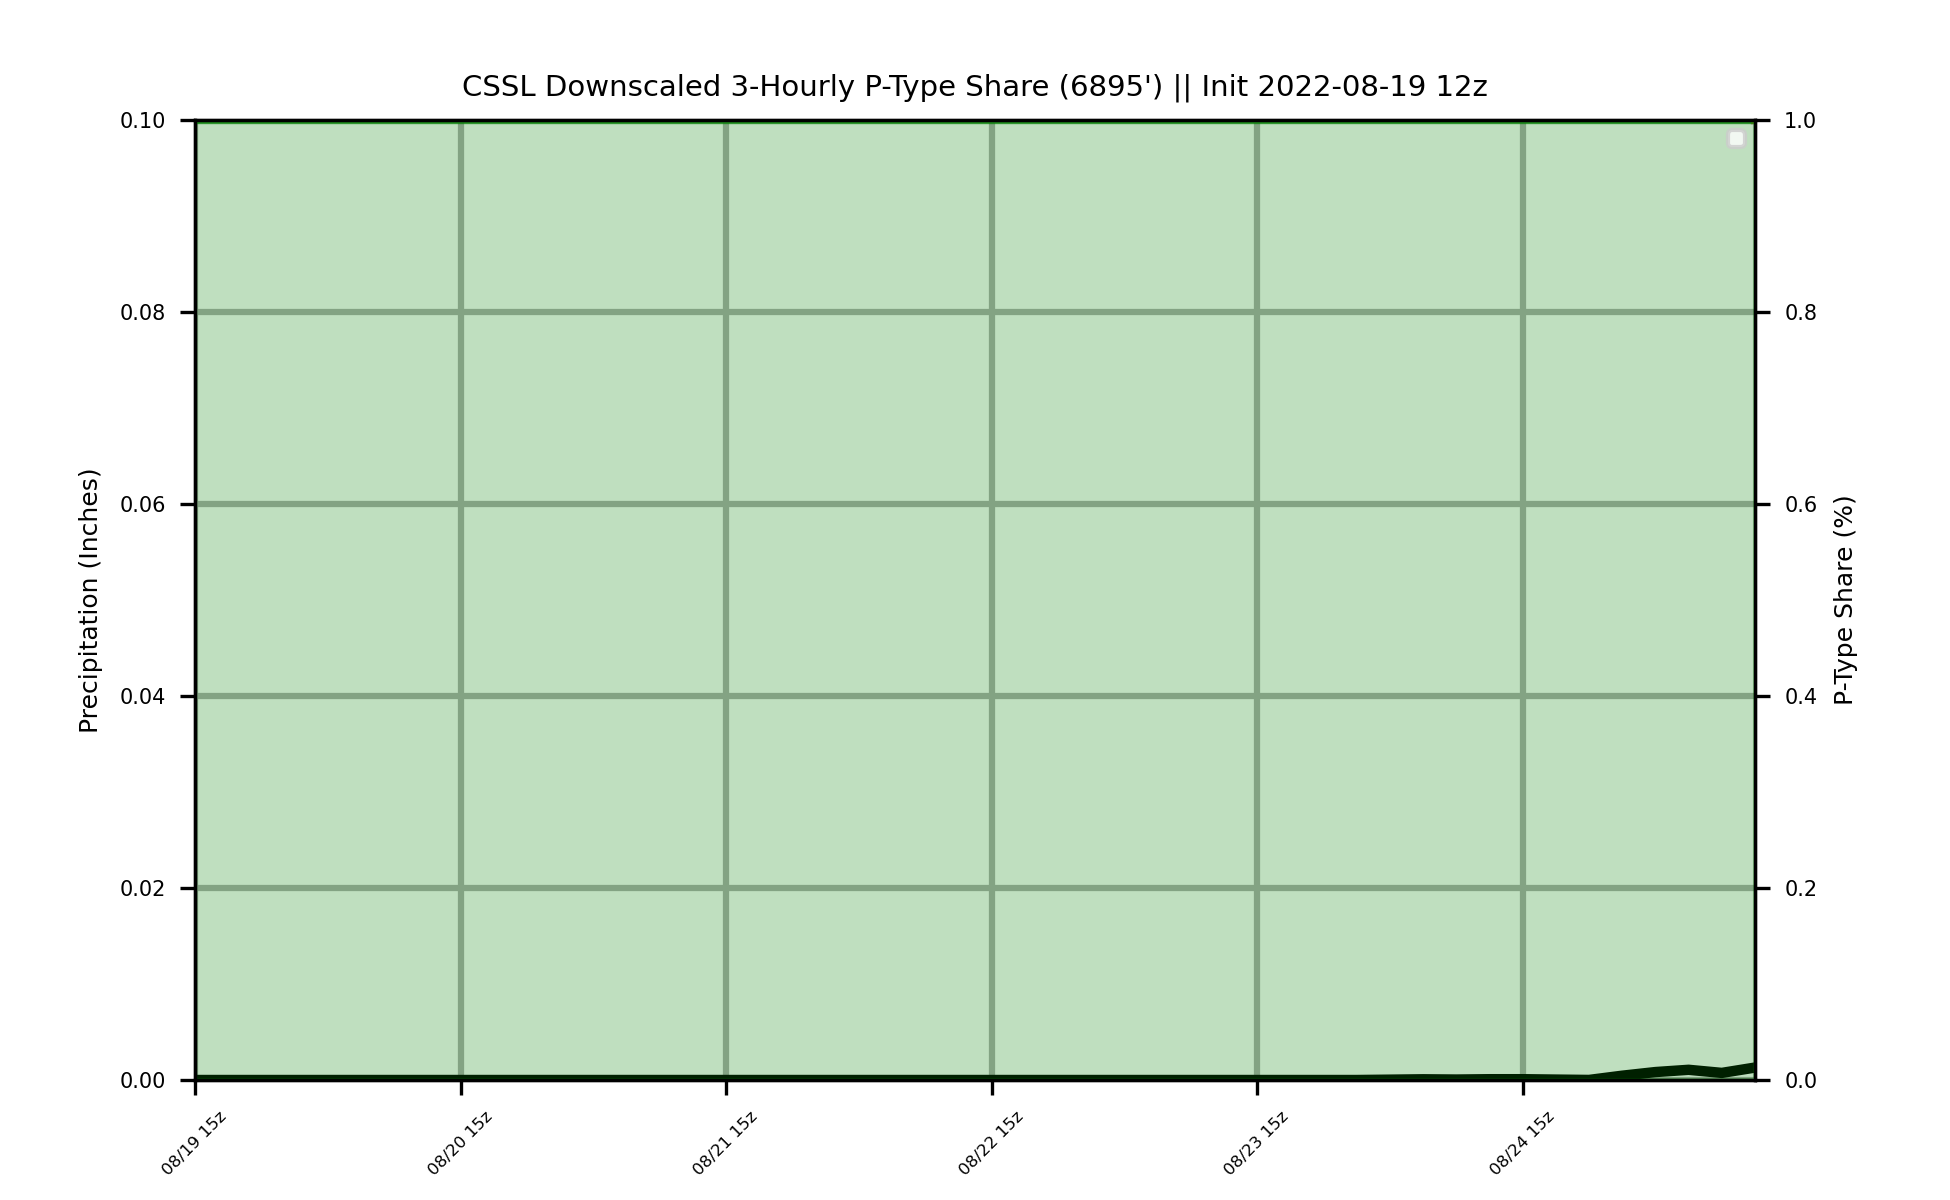 CSSL Downscaled 3-Hourly P-Type Share (6895') || Init 2022-08-19 12z
Precipitation (Inches)
0.10
0.08
0.06
0.04
0.02
0.00
1.0
0.8
0.6
0.4
0.2
0.0
P-Type Share (%)
08/19 15z
08/20 15z
08/21 15z
08/22 15z
08/23 15z
08/24 15z